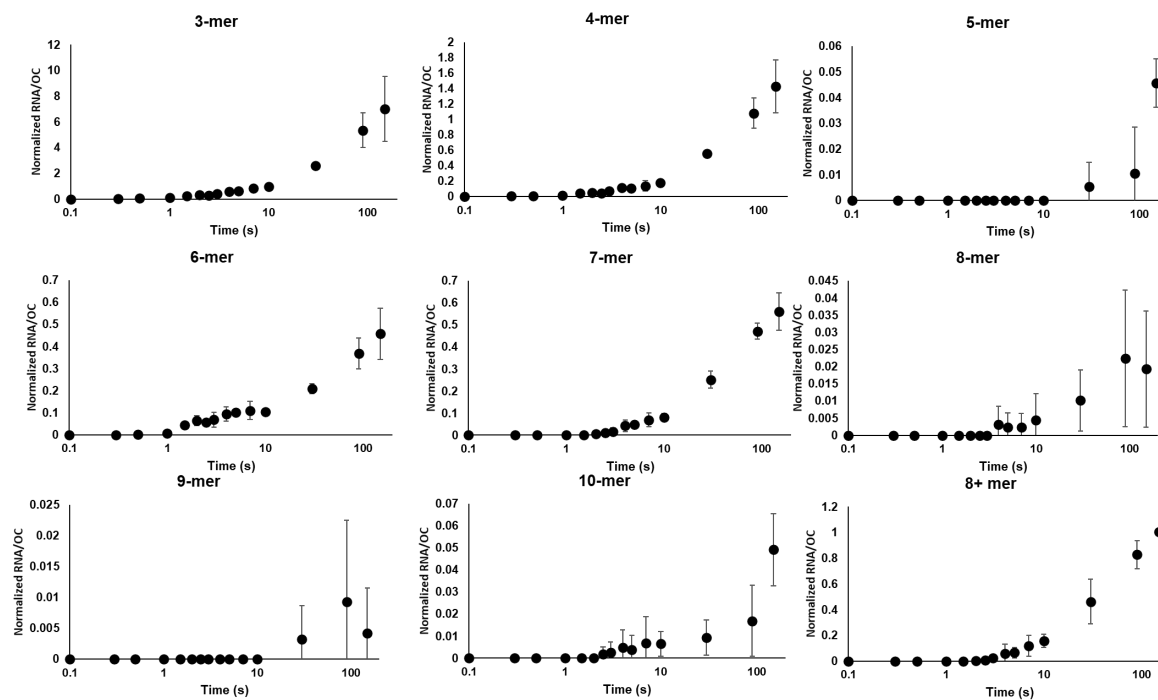 3-mer
Normalized RNA/OC
12
10
8
6
4
2
0
0.1 1 10 100
Time (s)
4-mer
Normalized RNA/OC
2
1.8
1.6
1.4
1.2
1
0.8
0.6
0.4
0.2
0
0.1 1 10 100
Time (s)
5-mer
Normalized RNA/OC
0.06
0.05
0.04
0.03
0.02
0.01
0
0.1 1 10 100
Time (s)
6-mer
Normalized RNA/OC
0.7
0.6
0.5
0.4
0.3
0.2
0.1
0
0.1 1 10 100
Time (s)
7-mer
Normalized RNA/OC
0.7
0.6
0.5
0.4
0.3
0.2
0.1
0
0.1 1 10 100
Time (s)
8-mer
Normalized RNA/OC
0.045
0.04
0.035
0.03
0.025
0.02
0.015
0.01
0.005
0
0.1 1 10 100
Time (s)
9-mer
Normalized RNA/OC
0.025
0.02
0.015
0.01
0.005
0
0.1 1 10 100
Time (s)
10-mer
Normalized RNA/OC
0.07
0.06
0.05
0.04
0.03
0.02
0.01
0
0.1 1 10 100
Time (s)
8+ mer
Normalized RNA/OC
1.2
1
0.8
0.6
0.4
0.2
0
0.1 1 10 100
Time (s)